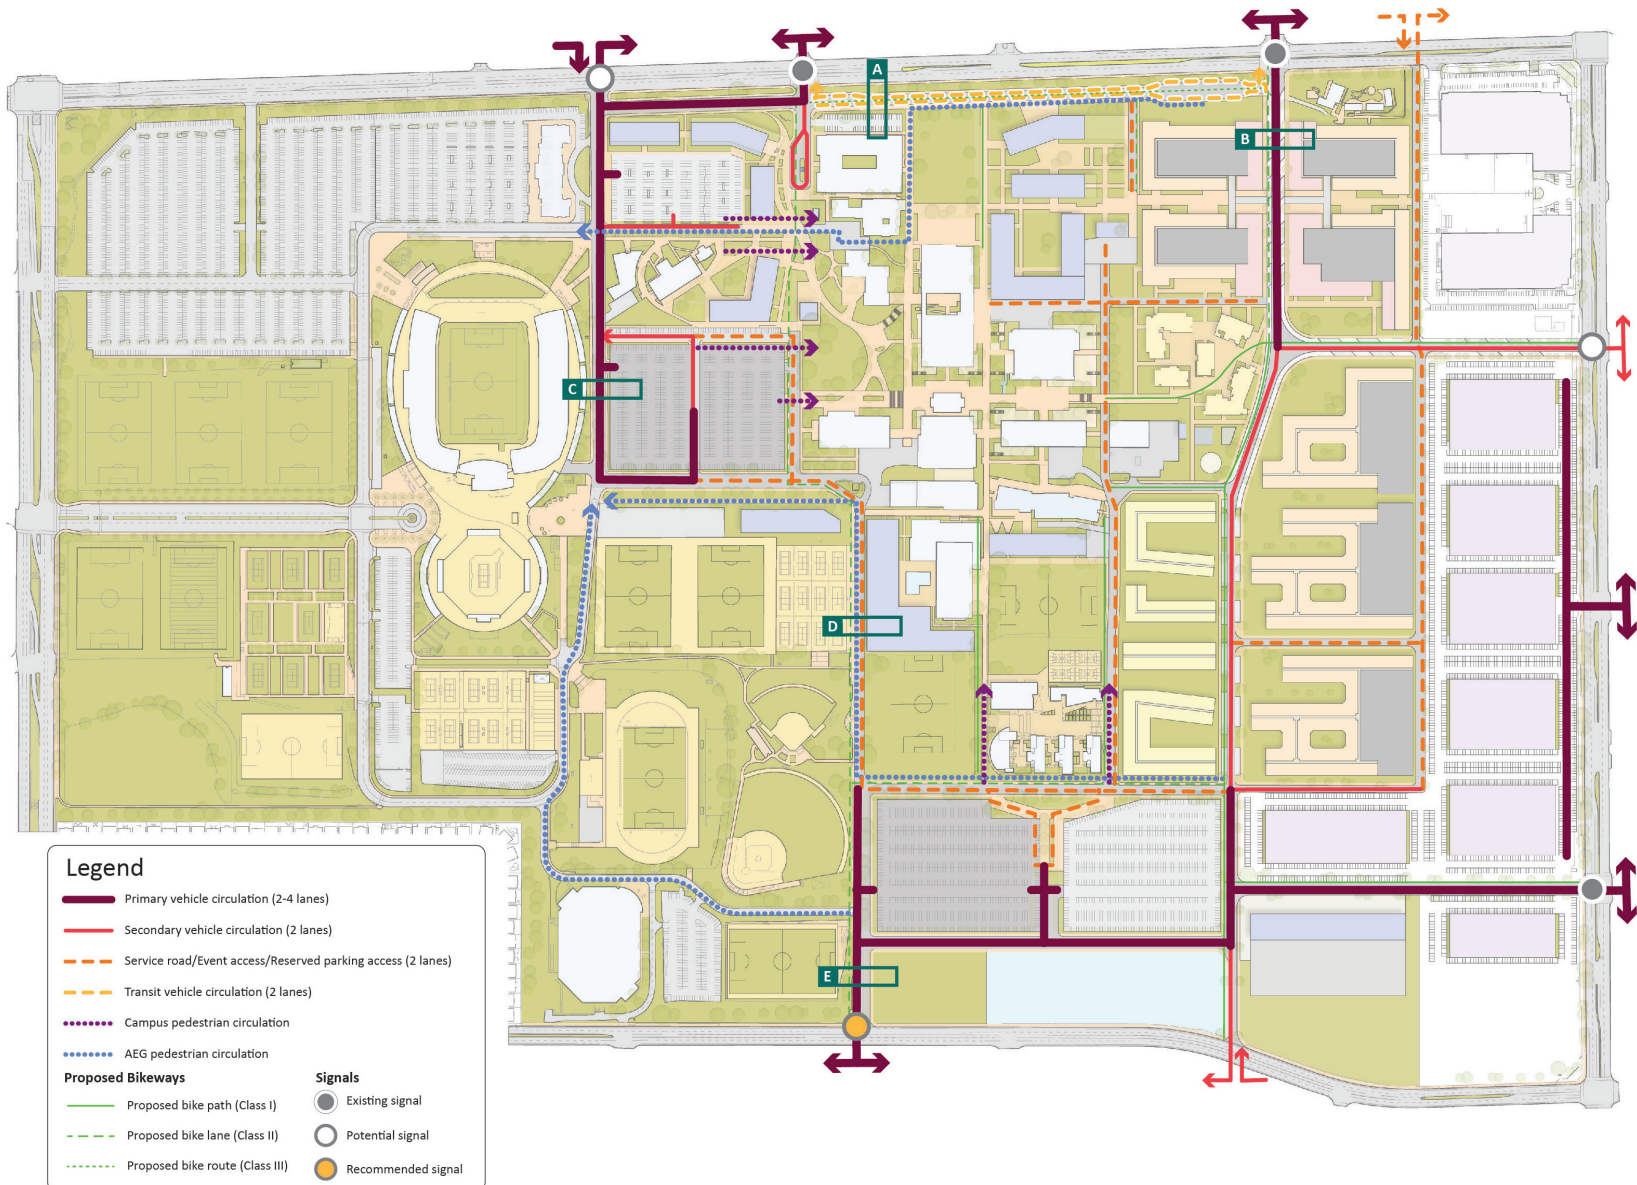 A
B
C
D
E
Legend
Primary vehicle circulation (2-4 lanes)
Secondary vehicle circulation (2 lanes)
Service road/Event access/Reserved parking access (2 lanes)
Transit vehicle circulation (2 lanes)
Campus pedestrian circulation
AEG pedestrian circulation
Proposed Bikeways
Proposed bike path (Class I)
Proposed bike lane (Class II)
Proposed bike route (Class III)
Signals
Existing signal
Potential signal
Recommended signal